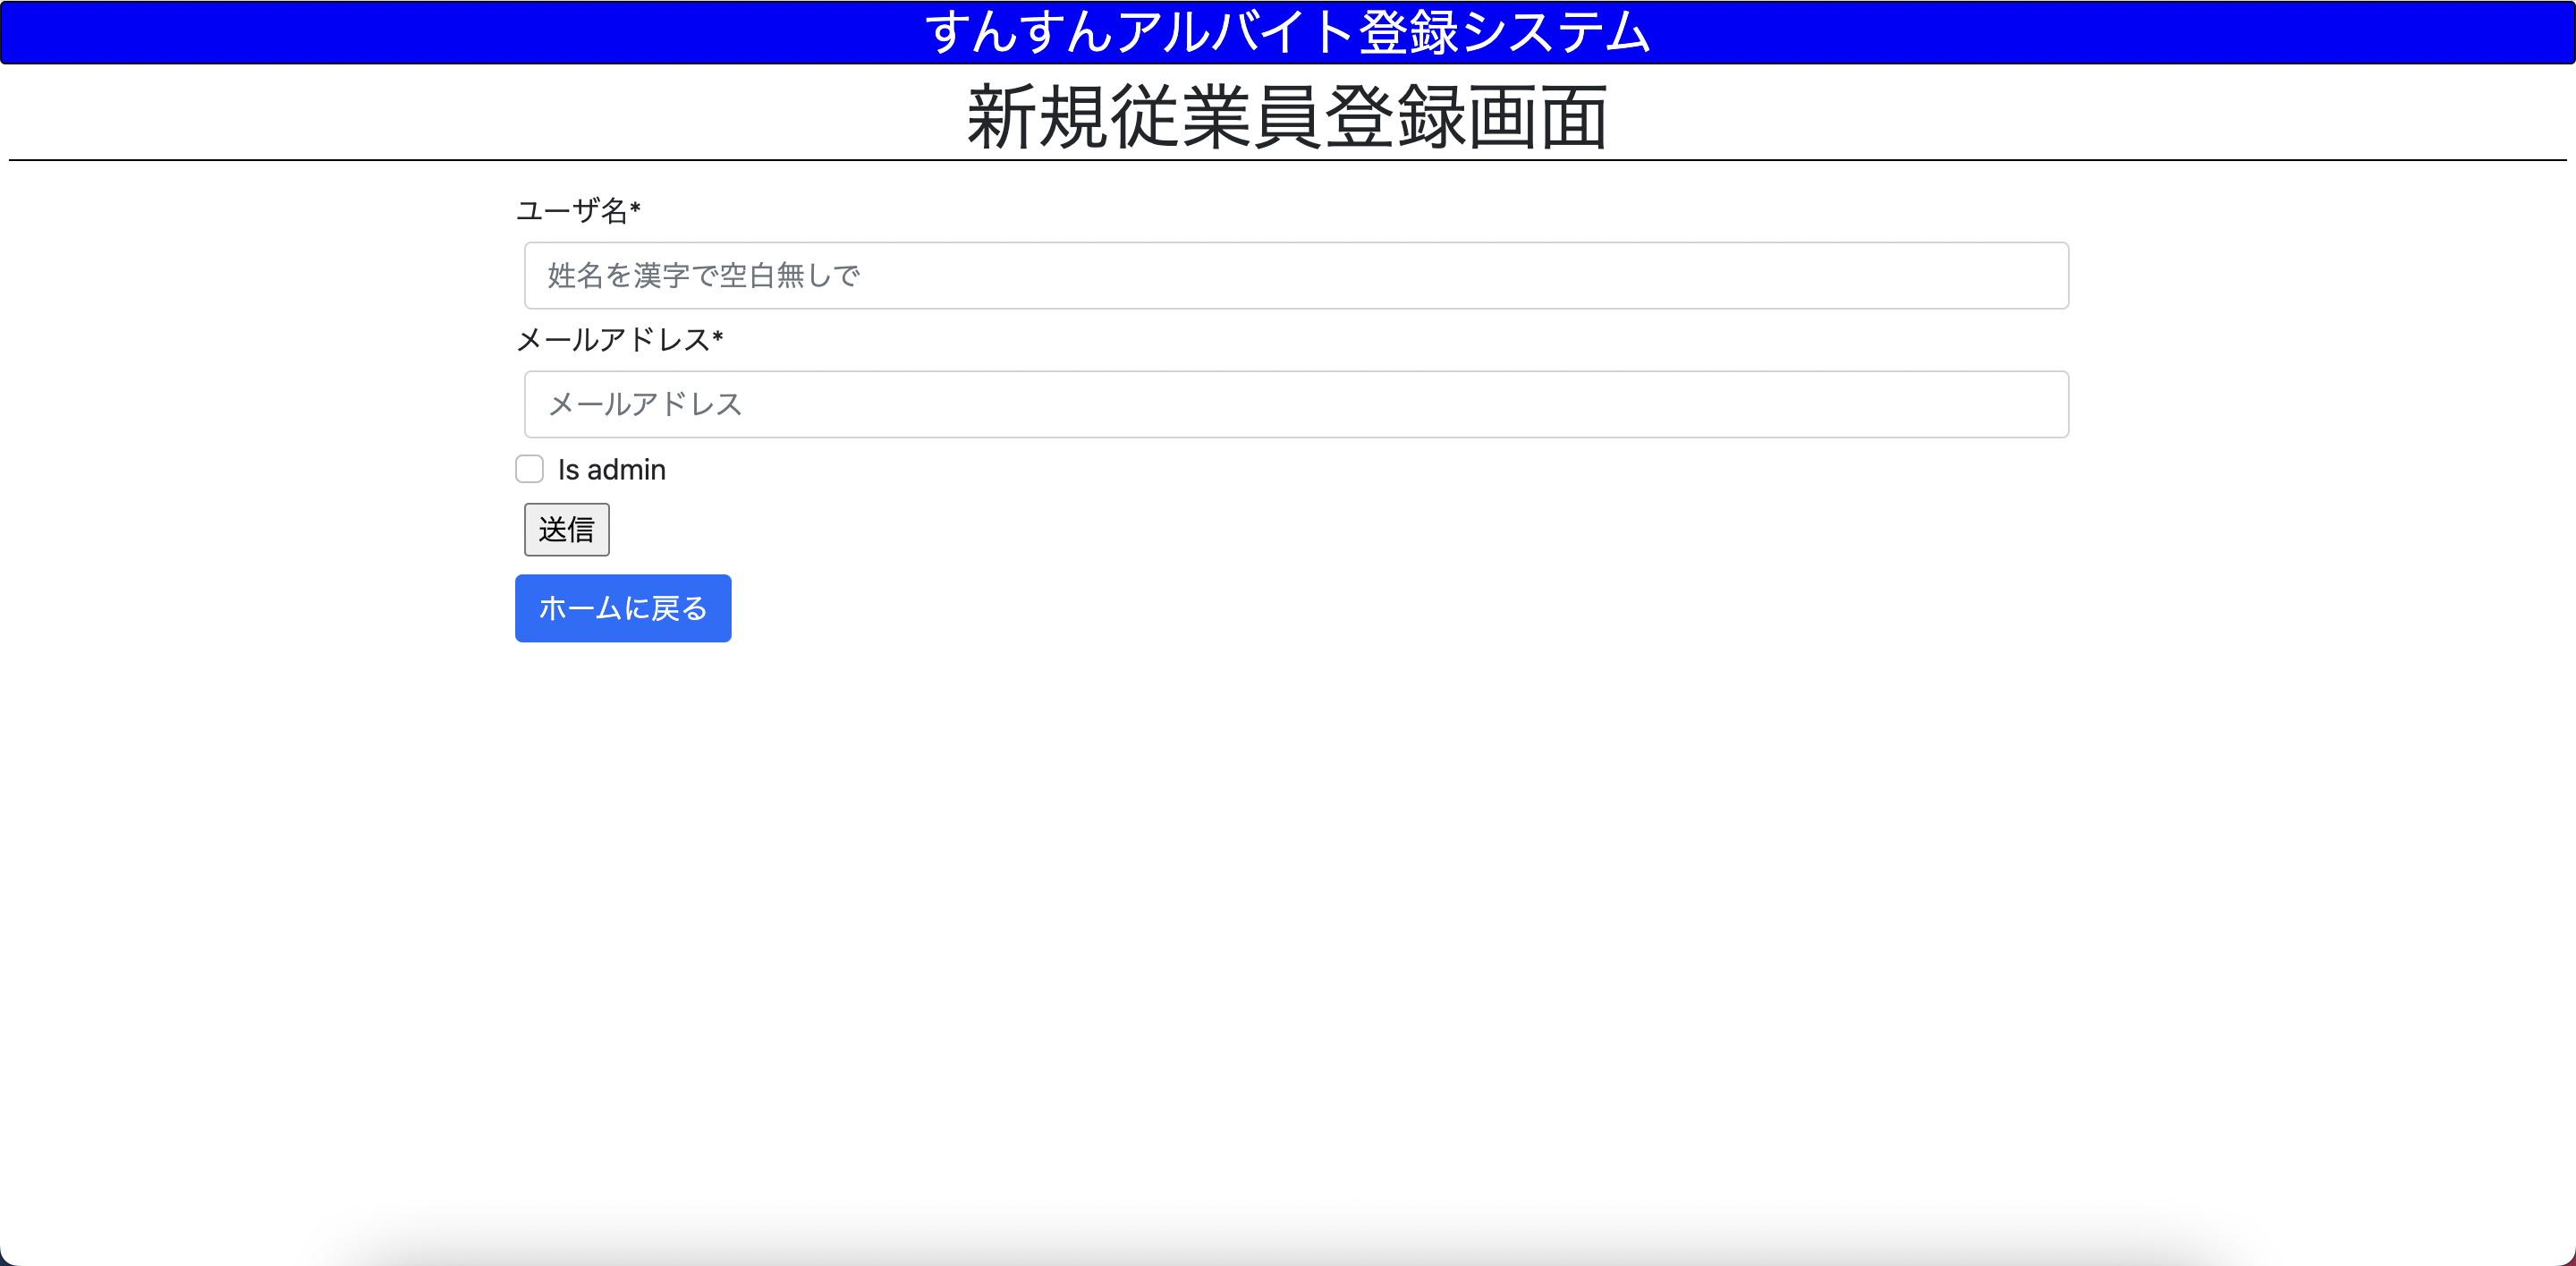 すんすんアルバイト登録システム
新規従業員登録画面
ユーザ名*
姓名を漢字で空白無しで
メールアドレス*
メールアドレス
Is admin
送信
ホームに戻る